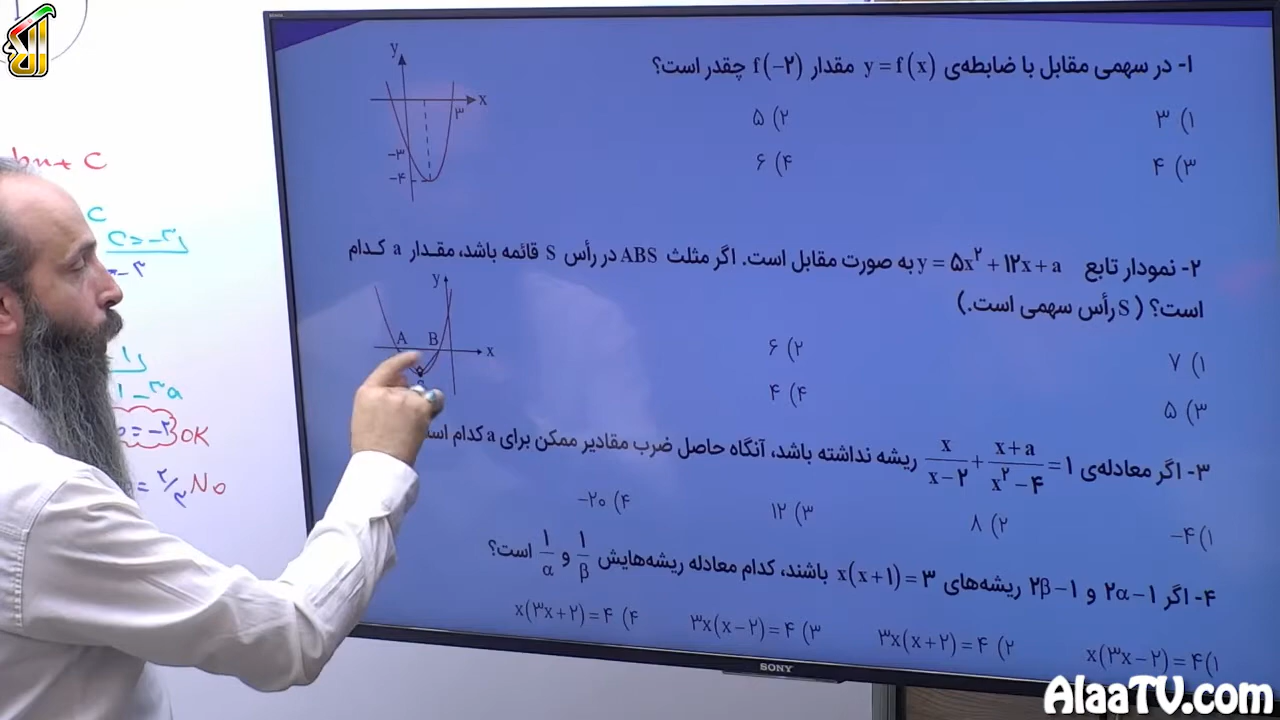 ۱- در سهمی مقابل با ضابطه‌ی y = f(x) مقدار f(-۲) چقدر است؟
۱) ۳
۲) ۵
۳) ۴
۴) ۶
y
x
۳
-۳
-۴
۲- نمودار تابع y = ۵x² + ۱۲x + a به صورت مقابل است. اگر مثلث ABS در رأس S قائمه باشد، مقدار a کدام
است؟ (S رأس سهمی است.)
۱) ۷
۲) ۶
۳) ۵
۴) ۴
y
A B
x
۳- اگر معادله‌ی x/(x-۲) + (x+a)/(x²-۴) = ۱ ریشه نداشته باشد، آنگاه حاصل ضرب مقادیر ممکن برای a کدام
۱) -۴
۲) ۸
۳) ۱۲
۴) -۲۰
۴- اگر ۲α-۱ و ۲β-۱ ریشه‌های x(x+۱) = ۳ باشند، کدام معادله ریشه‌هایش ۱/β و ۱/α است؟
۱) x(۳x-۲) = ۴
۲) ۳x(x+۲) = ۴
۳) ۳x(x-۲) = ۴
۴) x(۳x+۲) = ۴
+ C
C
OK
No
SONY
AlaaTV.com